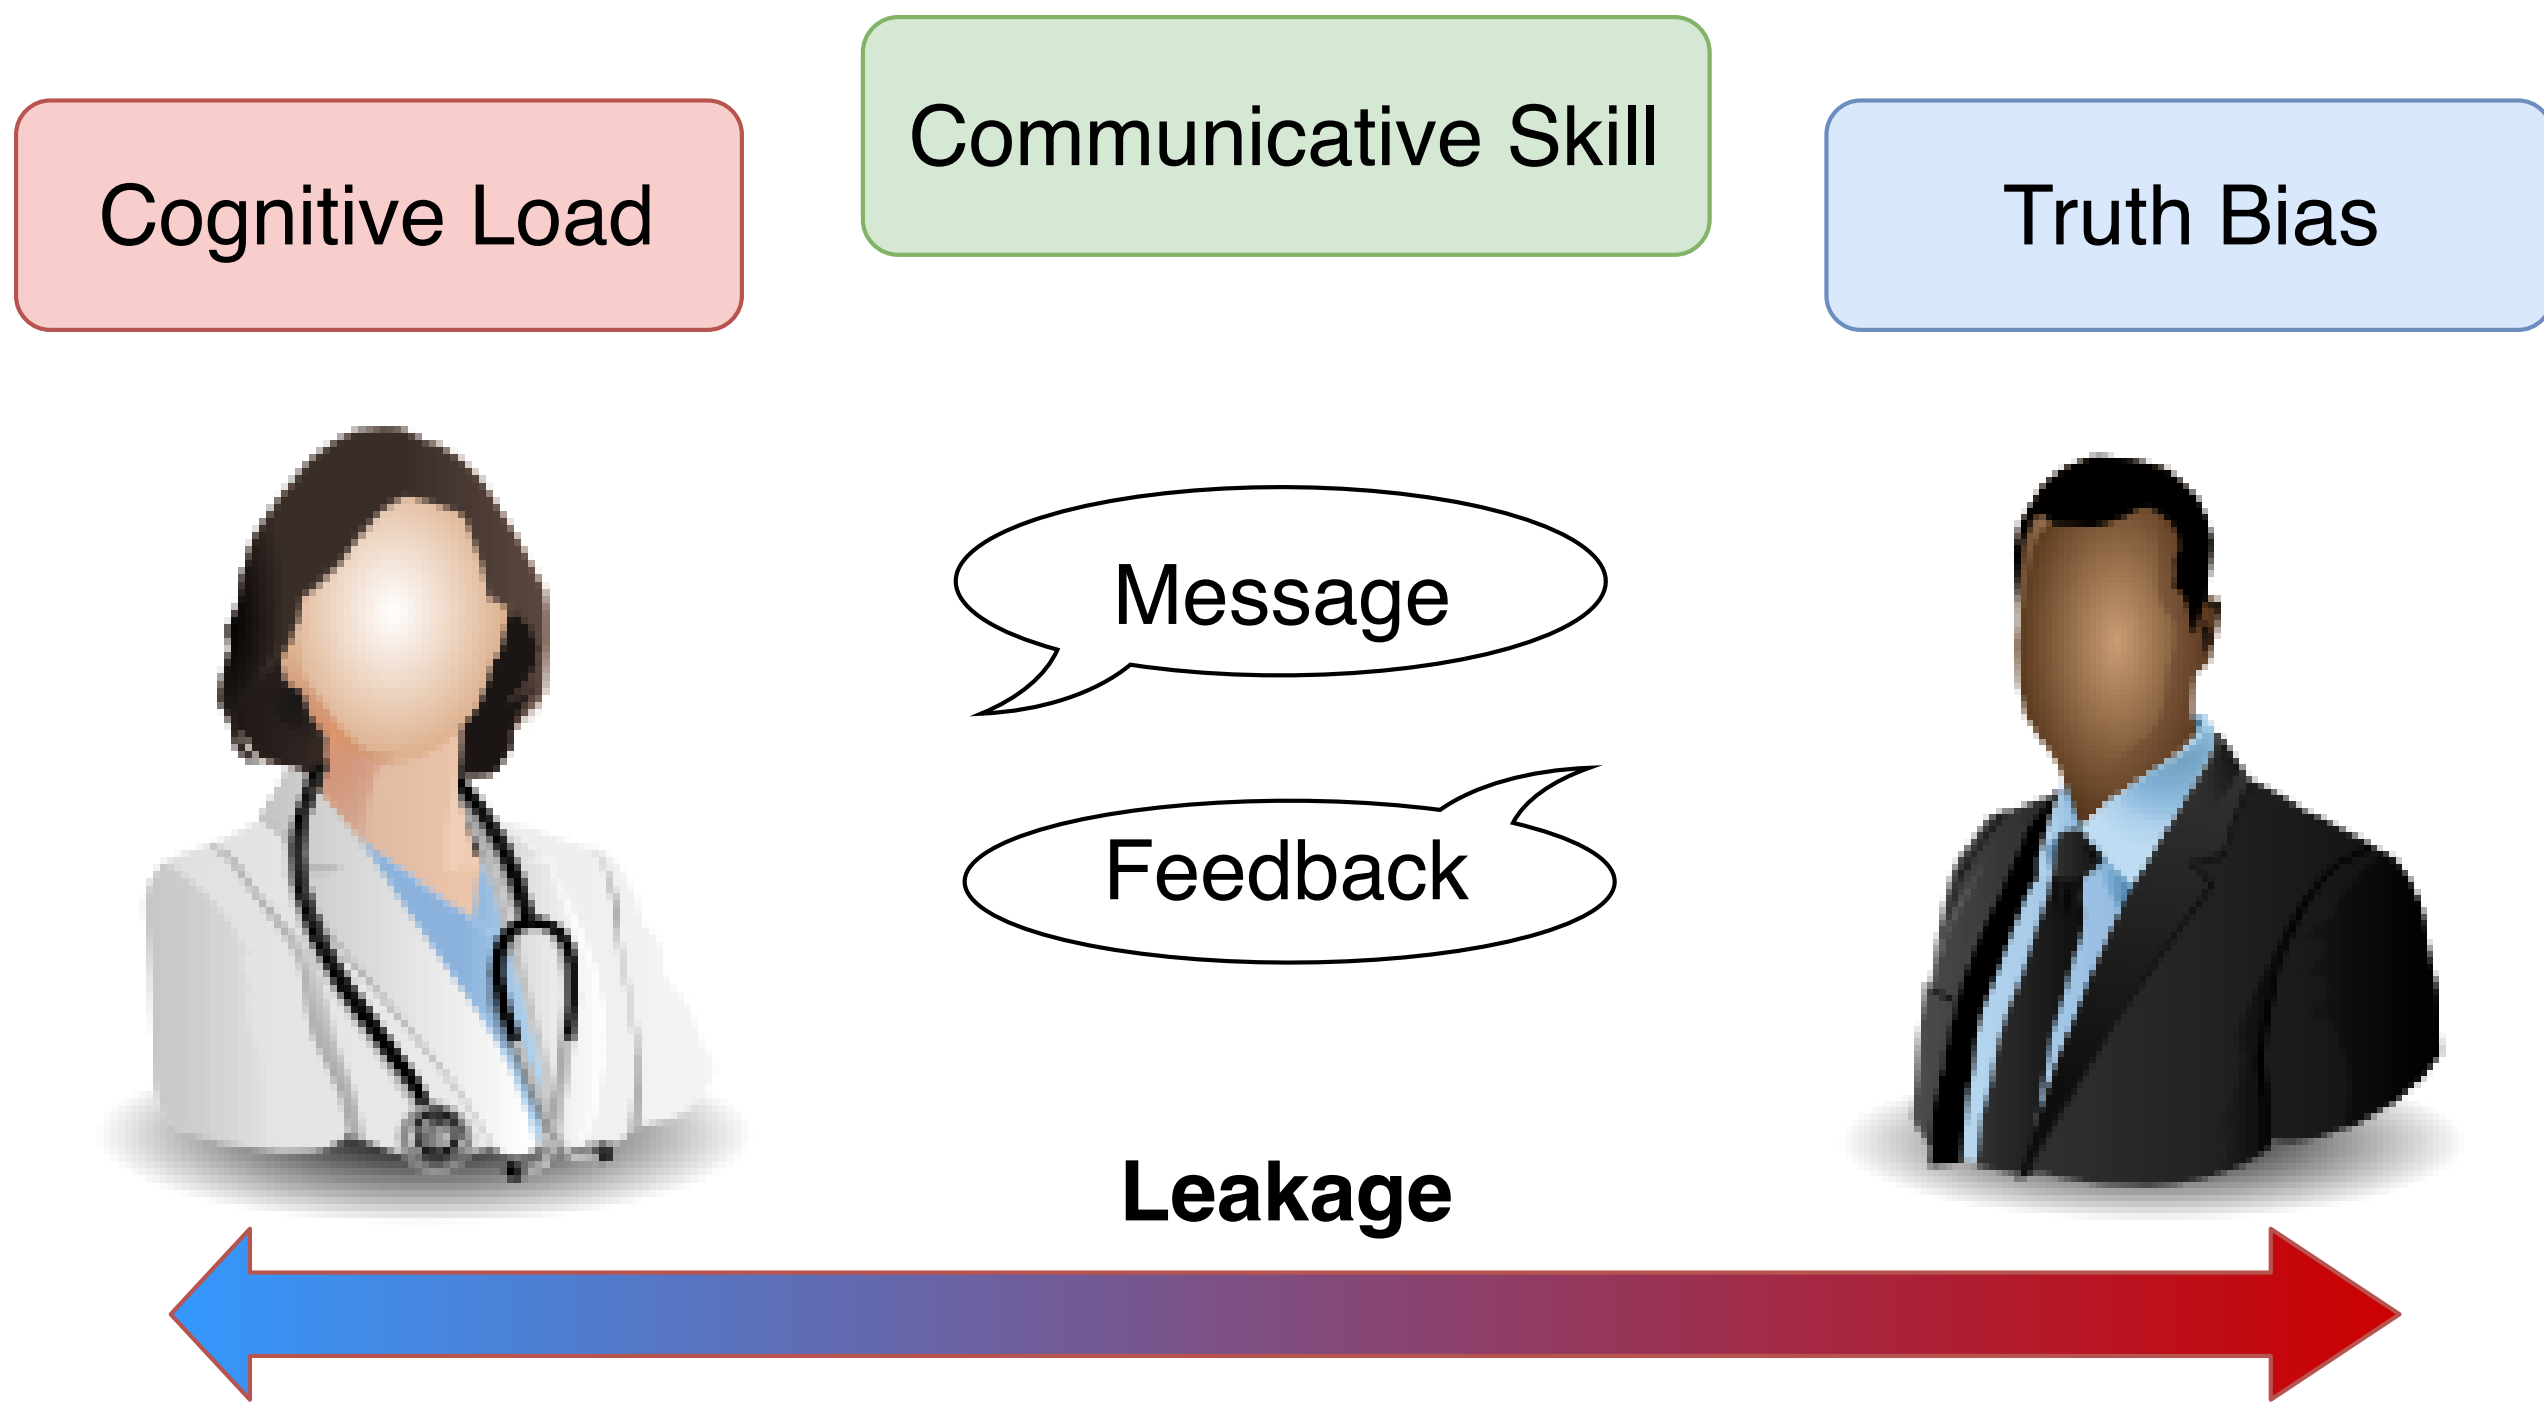 Cognitive Load
Communicative Skill
Truth Bias
Message
Feedback
Leakage